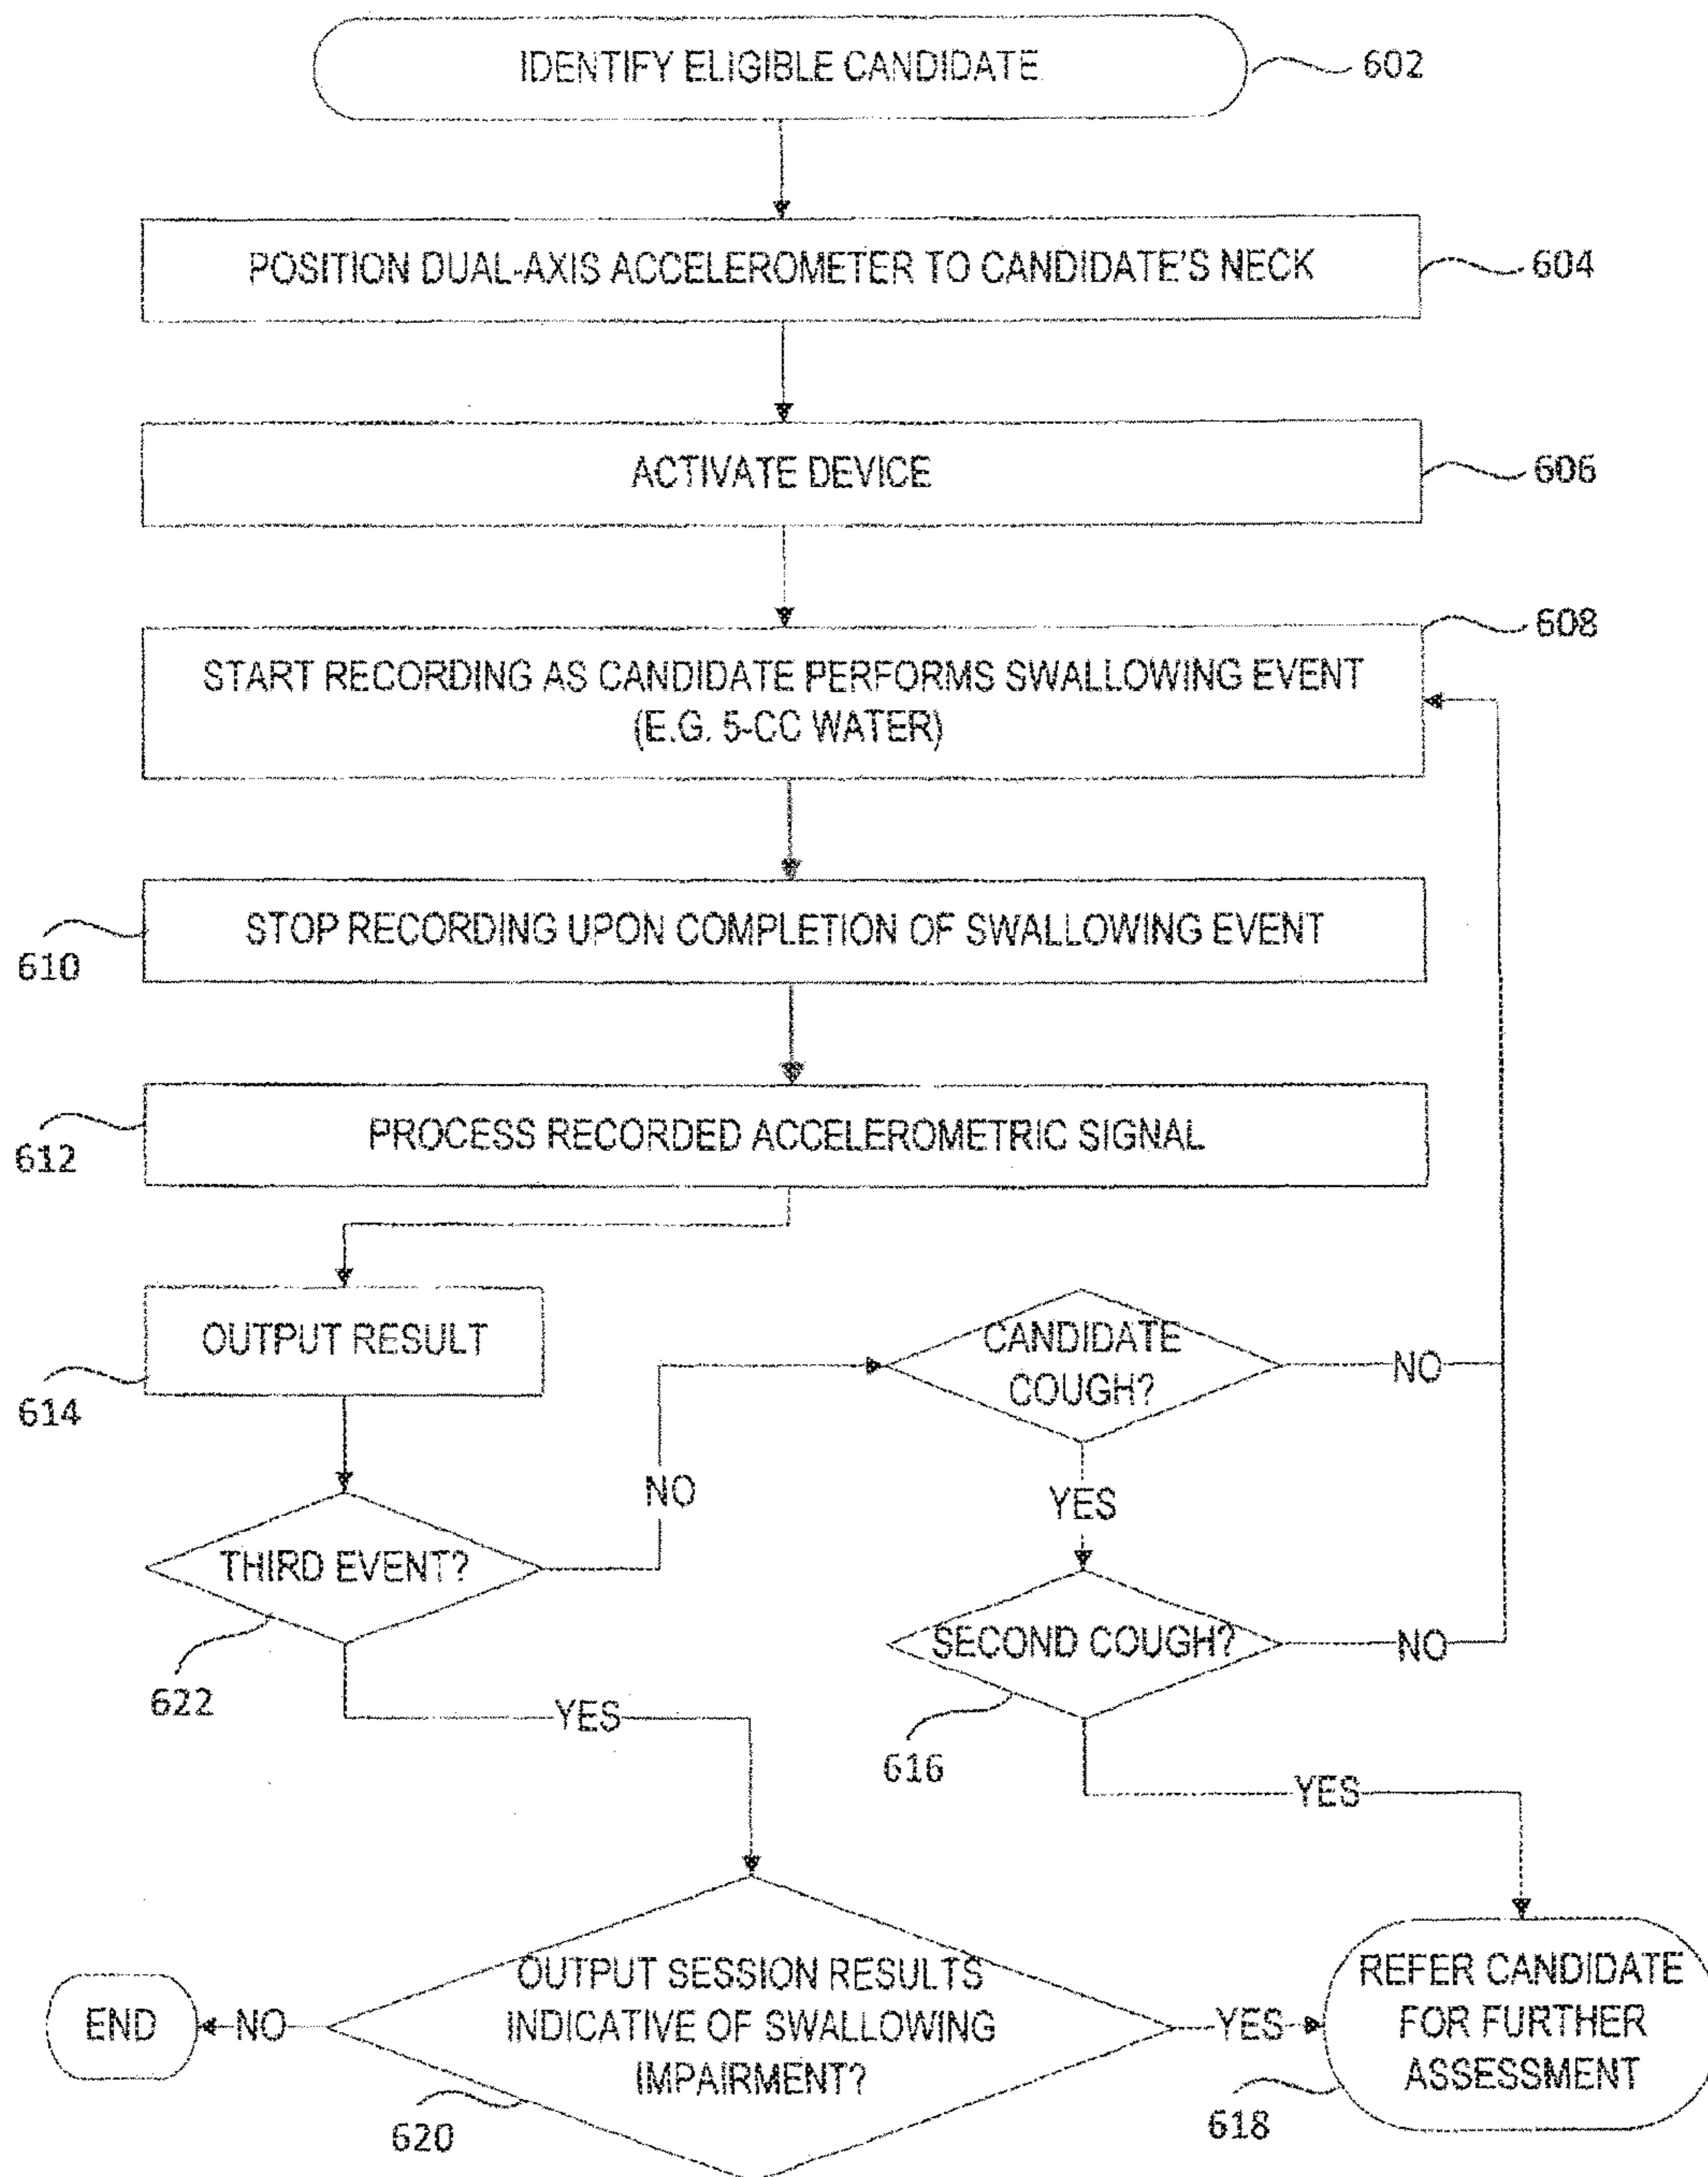 IDENTIFY ELIGIBLE CANDIDATE
602
POSITION DUAL-AXIS ACCELEROMETER TO CANDIDATE'S NECK
604
ACTIVATE DEVICE
606
608
START RECORDING AS CANDIDATE PERFORMS SWALLOWING EVENT
(E.G. 5-CC WATER)
STOP RECORDING UPON COMPLETION OF SWALLOWING EVENT
610
PROCESS RECORDED ACCELEROMETRIC SIGNAL
612
OUTPUT RESULT
614
CANDIDATE
COUGH?
NO
NO
YES
THIRD EVENT?
622
SECOND COUGH?
NO
616
YES
YES
OUTPUT SESSION RESULTS
INDICATIVE OF SWALLOWING
IMPAIRMENT?
620
END
NO
YES
REFER CANDIDATE
FOR FURTHER
ASSESSMENT
618